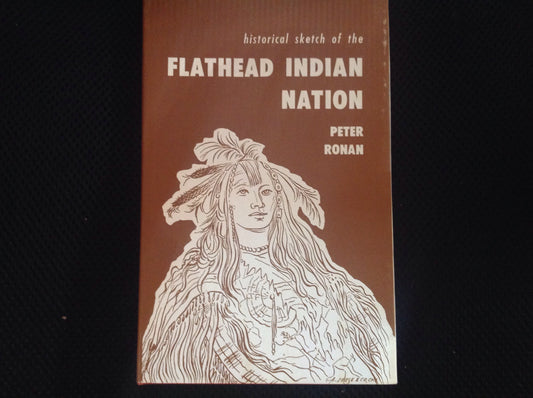 historical sketch of the
FLATHEAD INDIAN
NATION
PETER
RONAN